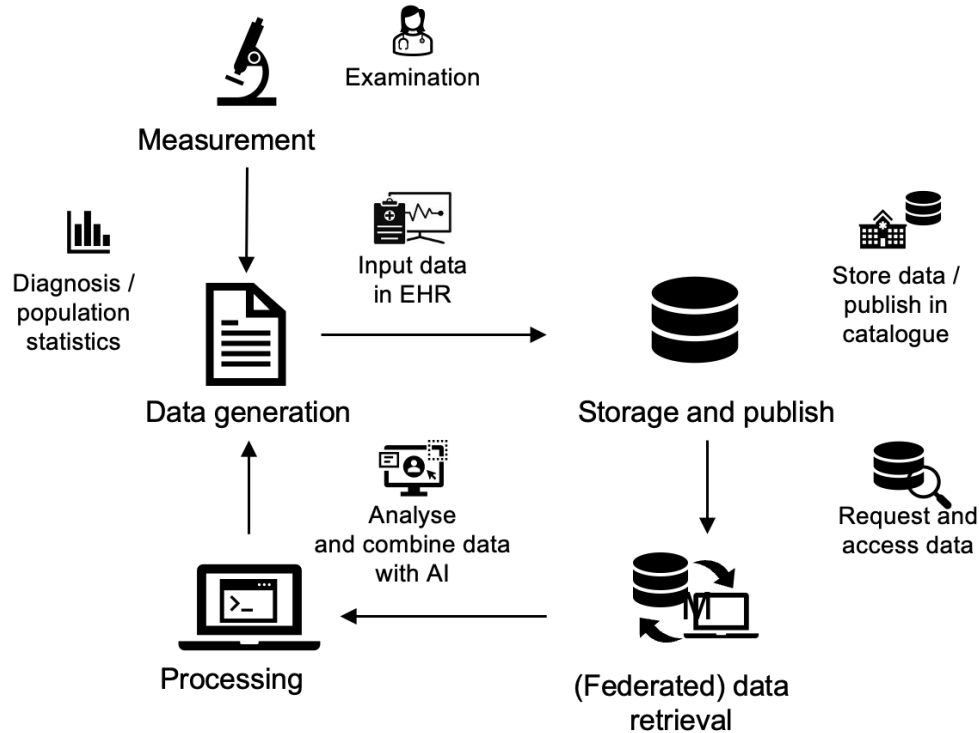 Examination
Measurement
Input data
in EHR
Diagnosis /
population
statistics
Store data /
publish in
catalogue
Data generation
Storage and publish
Analyse
and combine data
with AI
Request and
access data
>_
M
Processing
(Federated) data
retrieval